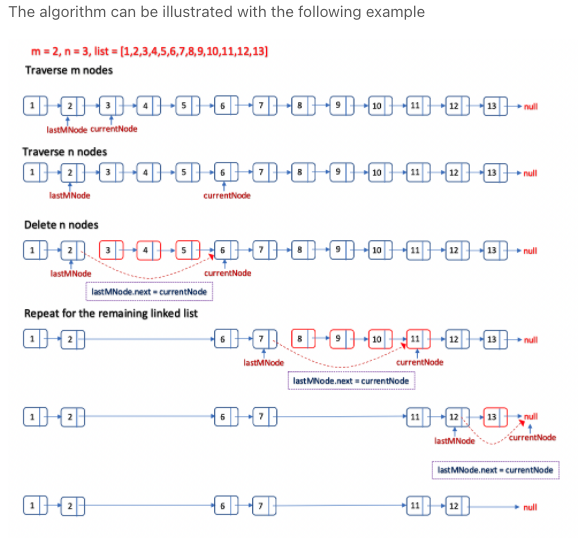 The algorithm can be illustrated with the following example
m = 2, n = 3, list = [1,2,3,4,5,6,7,8,9,10,11,12,13]
Traverse m nodes
1 2 3 4 5 6 7 8 9 10 11 12 13 null
lastMNode currentNode
Traverse n nodes
1 2 3 4 5 6 7 8 9 10 11 12 13 null
lastMNode currentNode
Delete n nodes
1 2 3 4 5 6 7 8 9 10 11 12 13 null
lastMNode currentNode
lastMNode.next = currentNode
Repeat for the remaining linked list
1 2 6 7 8 9 10 11 12 13 null
lastMNode currentNode
lastMNode.next = currentNode
1 2 6 7 11 12 13 null
lastMNode currentNode
lastMNode.next = currentNode
1 2 6 7 11 12 null